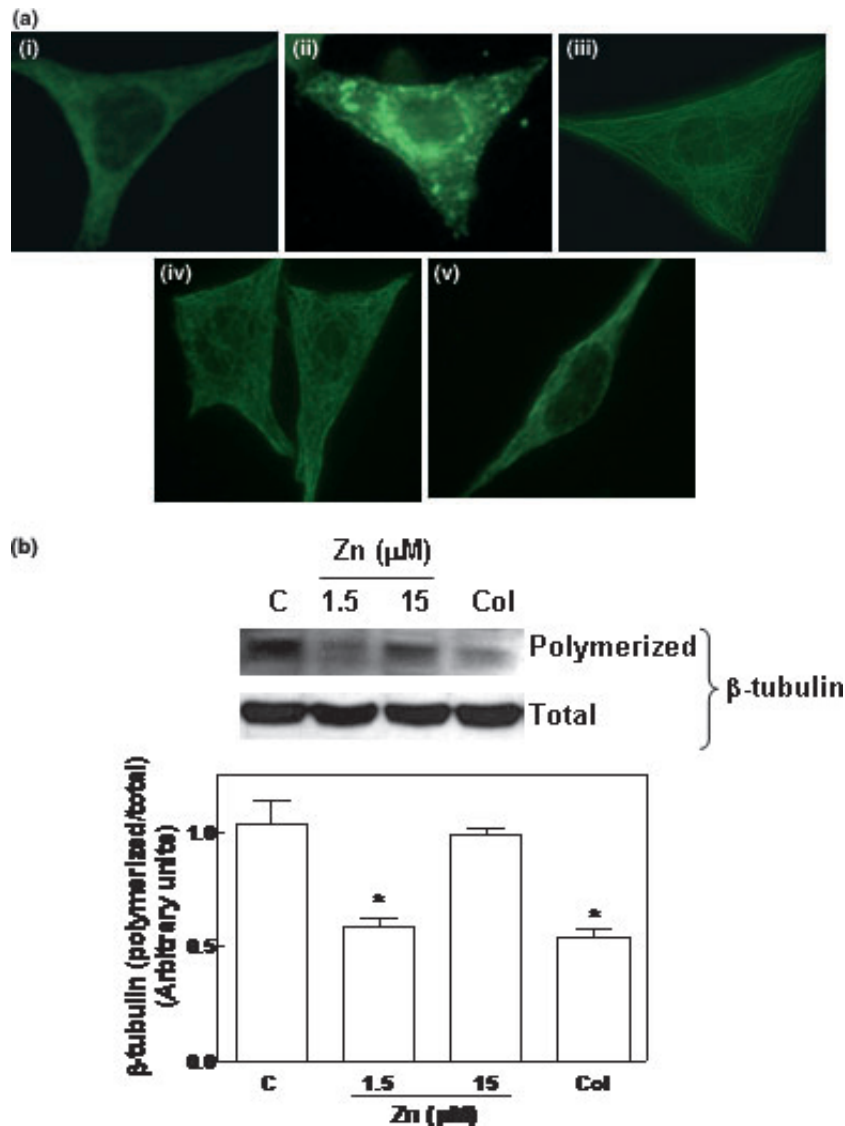 (a)
(i)
(ii)
(iii)
(iv)
(v)
(b)
Zn (μM)
C 1.5 15 Col
Polymerized
Total
β-tubulin
β-tubulin (polymerized/total)
(Arbitrary units)
1.0
0.5
0.0
*
*
C 1.5 15 Col
Zn (μM)